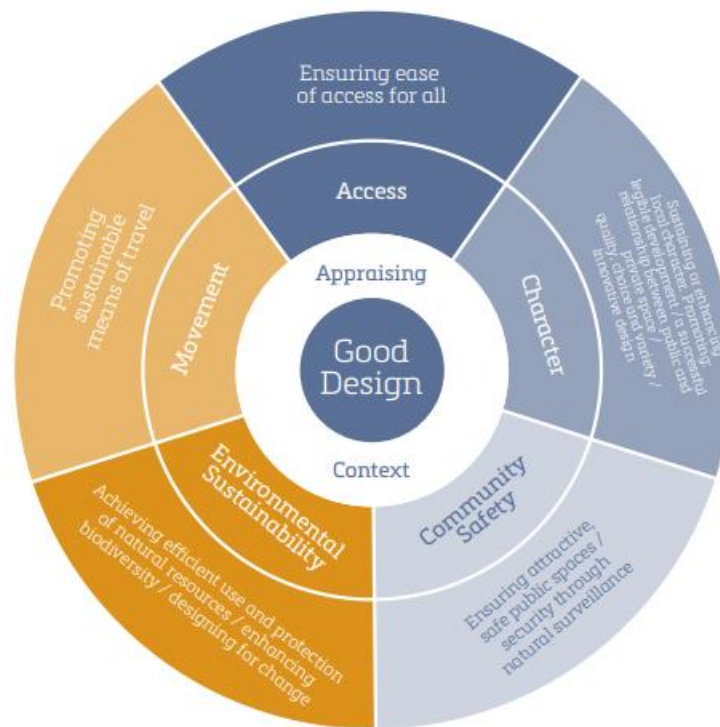 Ensuring ease
of access for all
Access
Sustaining or enhancing
local character. Promoting
legible development / a successful
relationship between public and
private space /
quality, choice and variety /
innovative design
Character
Ensuring attractive,
safe public spaces /
security through
natural surveillance
Community
Safety
Achieving efficient use and protection
of natural resources / enhancing
biodiversity / designing for change
Environmental
Sustainability
Promoting
sustainable
means of travel
Movement
Appraising
Good
Design
Context